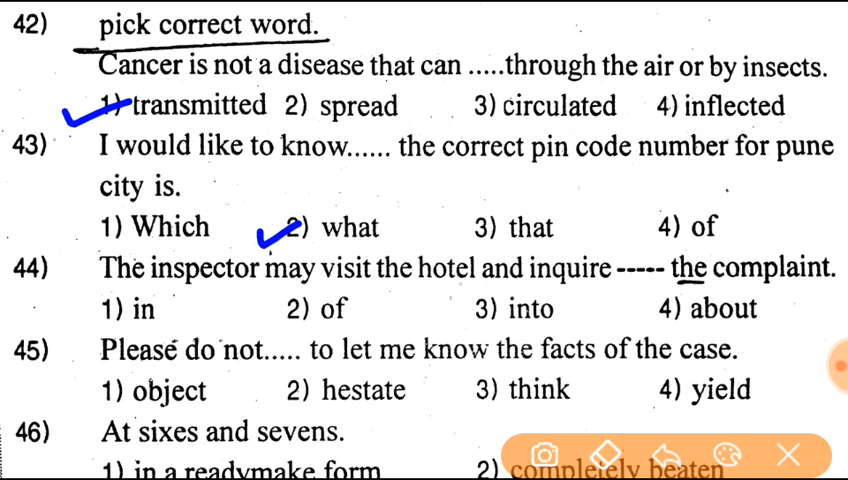 42) pick correct word.
Cancer is not a disease that can .....through the air or by insects.
1) transmitted 2) spread 3) circulated 4) inflected
43) I would like to know...... the correct pin code number for pune
city is.
1) Which 2) what 3) that 4) of
44) The inspector may visit the hotel and inquire ----- the complaint.
1) in 2) of 3) into 4) about
45) Please do not..... to let me know the facts of the case.
1) object 2) hestate 3) think 4) yield
46) At sixes and sevens.
1) in a readymake form 2) completely beaten